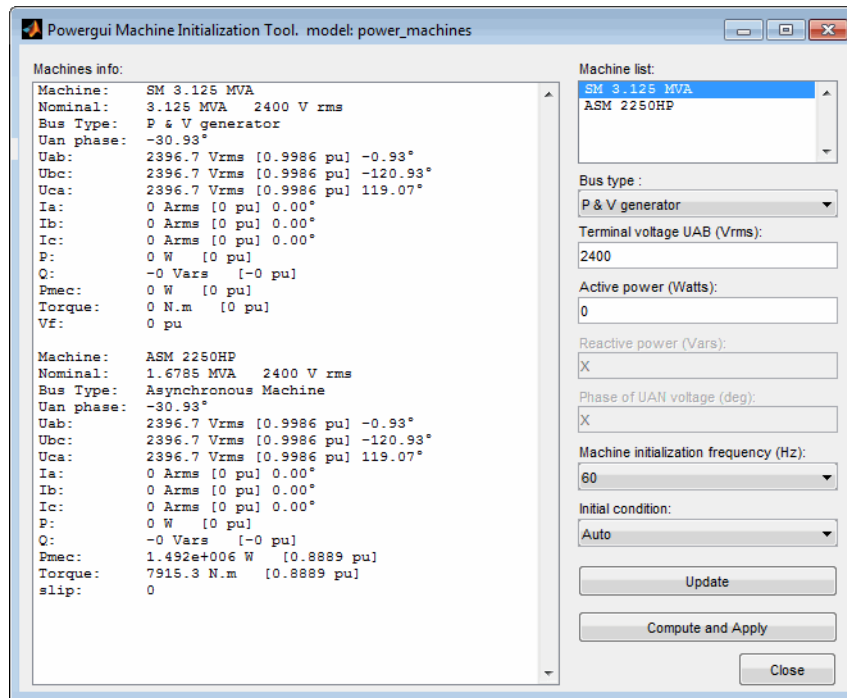 Powergui Machine Initialization Tool. model: power_machines
Machines info:
Machine: SM 3.125 MVA
Nominal: 3.125 MVA 2400 V rms
Bus Type: P & V generator
Uan phase: -30.93°
Uab: 2396.7 Vrms [0.9986 pu] -0.93°
Ubc: 2396.7 Vrms [0.9986 pu] -120.93°
Uca: 2396.7 Vrms [0.9986 pu] 119.07°
Ia: 0 Arms [0 pu] 0.00°
Ib: 0 Arms [0 pu] 0.00°
Ic: 0 Arms [0 pu] 0.00°
P: 0 W [0 pu]
Q: -0 Vars [-0 pu]
Pmec: 0 W [0 pu]
Torque: 0 N.m [0 pu]
Vf: 0 pu
Machine: ASM 2250HP
Nominal: 1.6785 MVA 2400 V rms
Bus Type: Asynchronous Machine
Uan phase: -30.93°
Uab: 2396.7 Vrms [0.9986 pu] -0.93°
Ubc: 2396.7 Vrms [0.9986 pu] -120.93°
Uca: 2396.7 Vrms [0.9986 pu] 119.07°
Ia: 0 Arms [0 pu] 0.00°
Ib: 0 Arms [0 pu] 0.00°
Ic: 0 Arms [0 pu] 0.00°
P: 0 W [0 pu]
Q: -0 Vars [-0 pu]
Pmec: 1.492e+006 W [0.8889 pu]
Torque: 7915.3 N.m [0.8889 pu]
slip: 0
Machine list:
SM 3.125 MVA
ASM 2250HP
Bus type :
P & V generator
Terminal voltage UAB (Vrms):
2400
Active power (Watts):
0
Reactive power (Vars):
X
Phase of UAN voltage (deg):
X
Machine initialization frequency (Hz):
60
Initial condition:
Auto
Update
Compute and Apply
Close